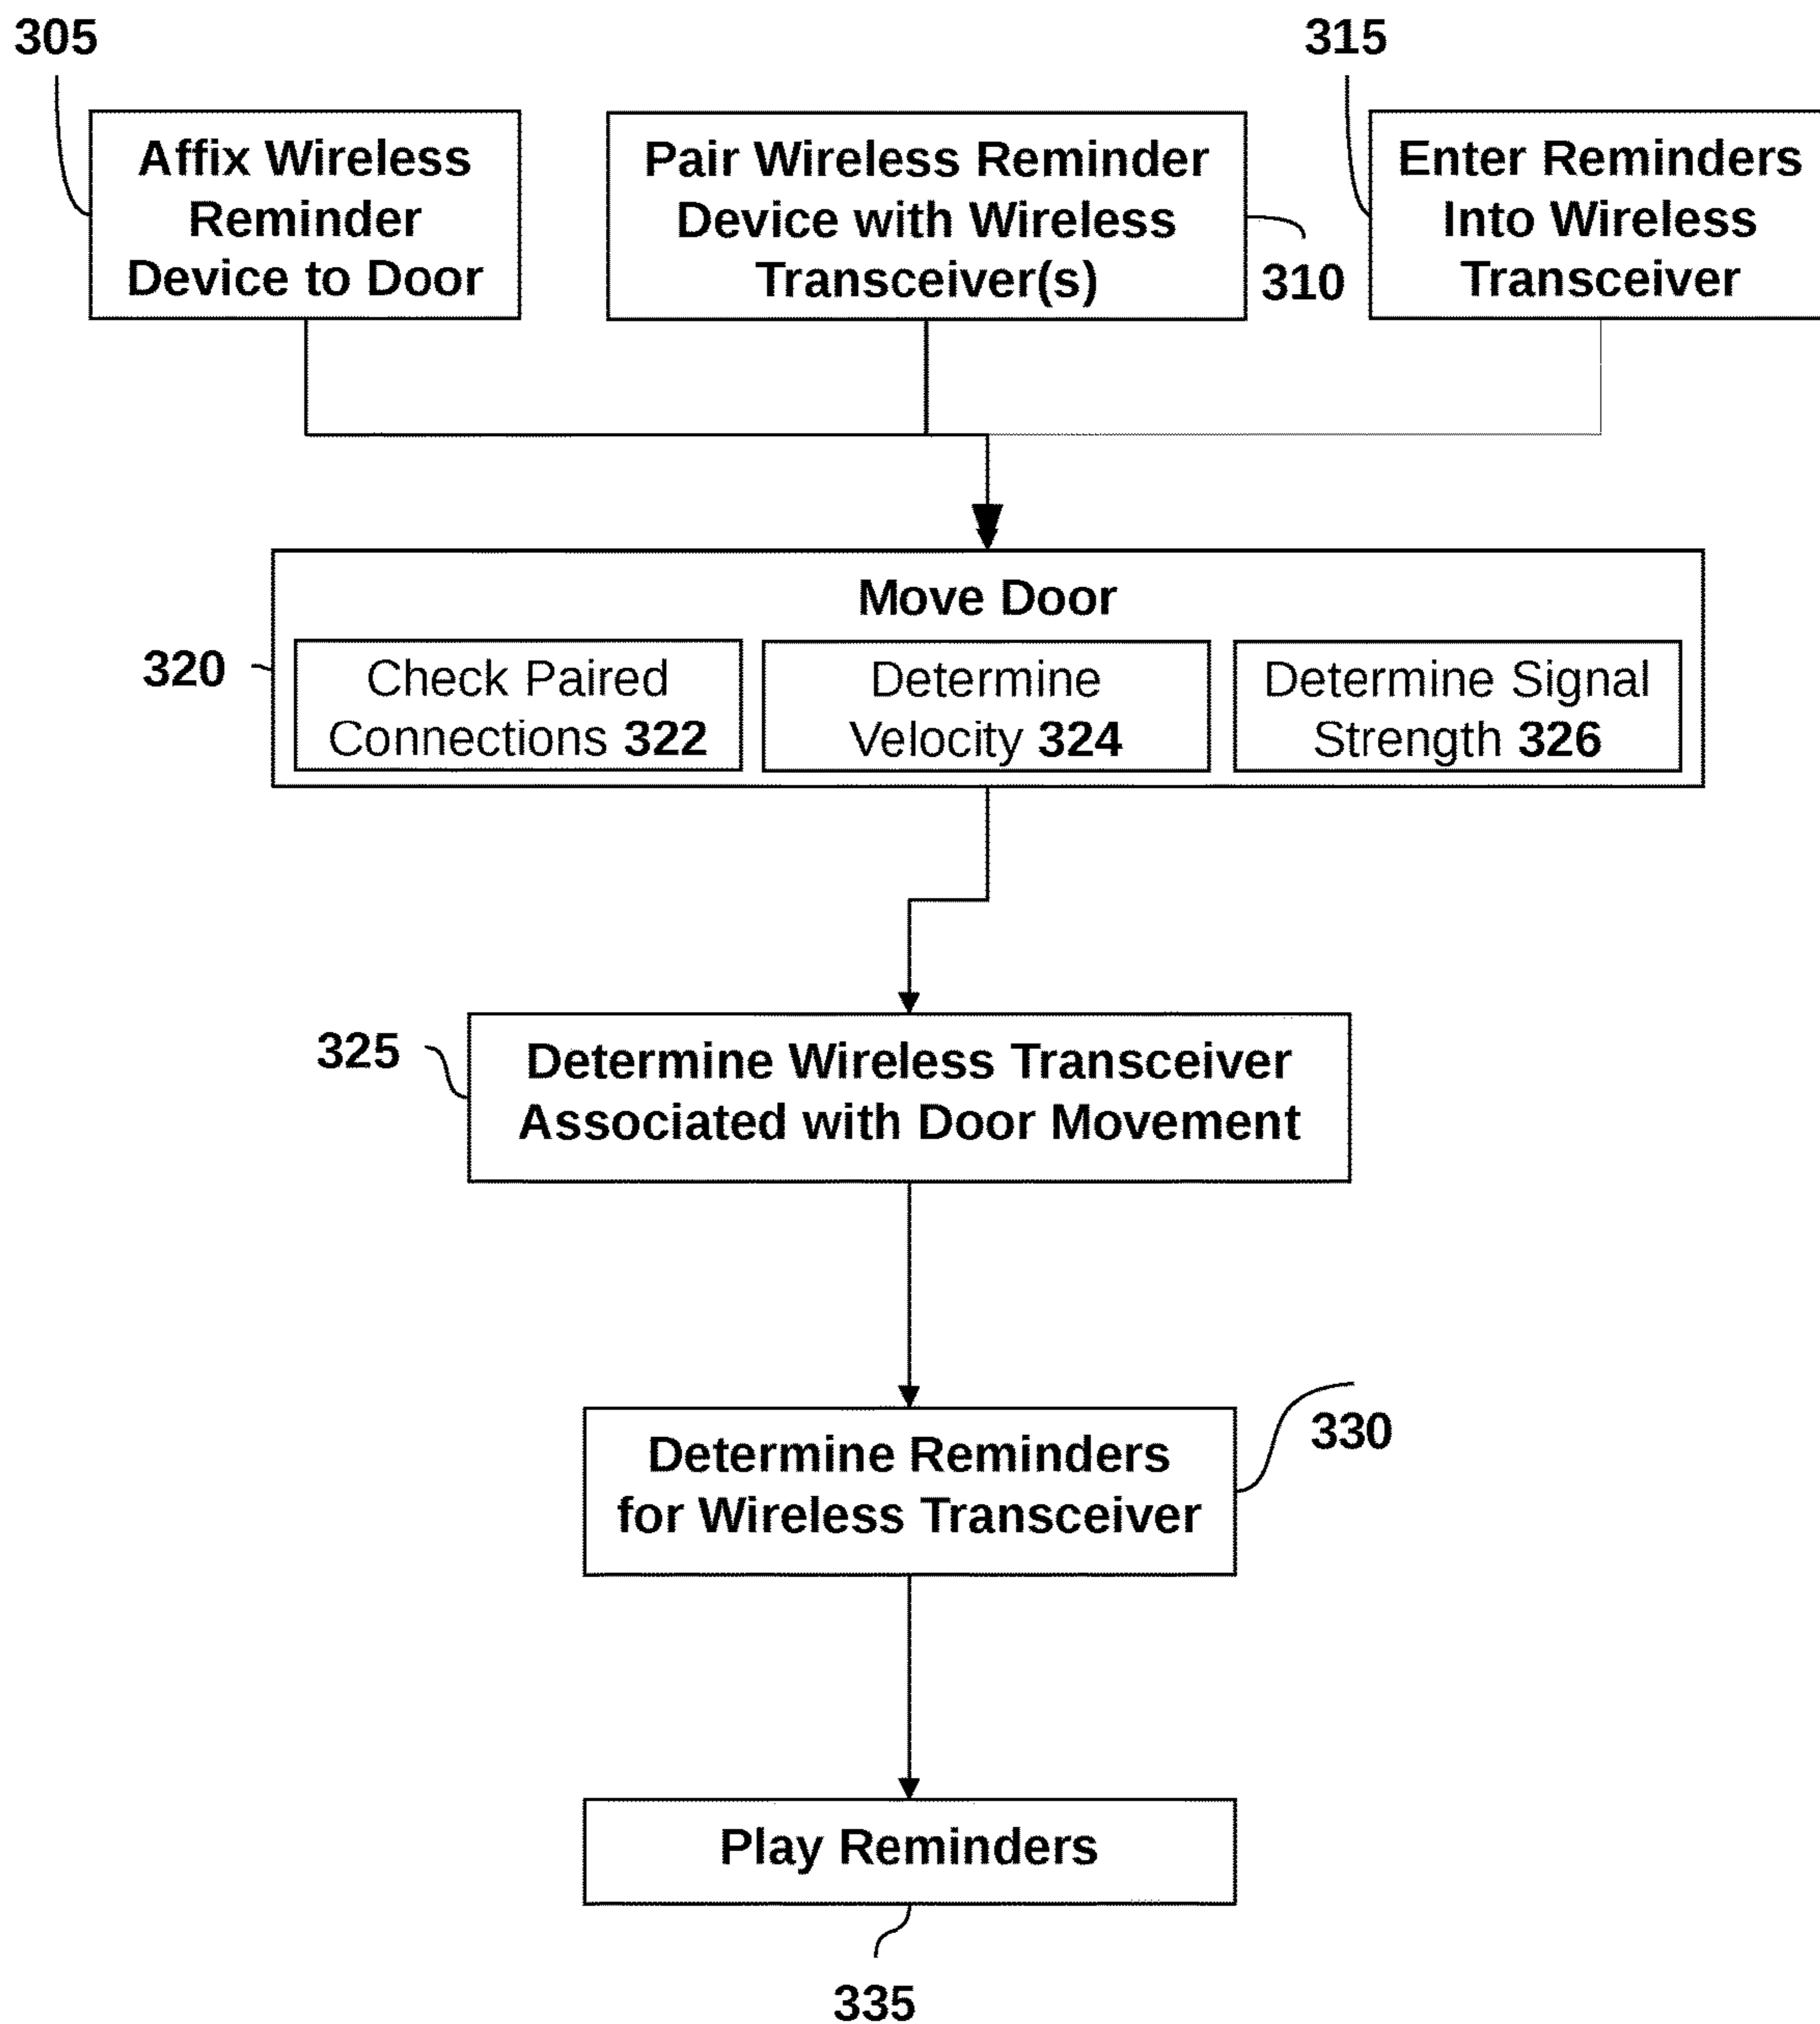 305
315
Affix Wireless
Reminder
Device to Door
Pair Wireless Reminder
Device with Wireless
Transceiver(s)
310
Enter Reminders
Into Wireless
Transceiver
Move Door
320
Check Paired
Connections 322
Determine
Velocity 324
Determine Signal
Strength 326
325
Determine Wireless Transceiver
Associated with Door Movement
330
Determine Reminders
for Wireless Transceiver
Play Reminders
335